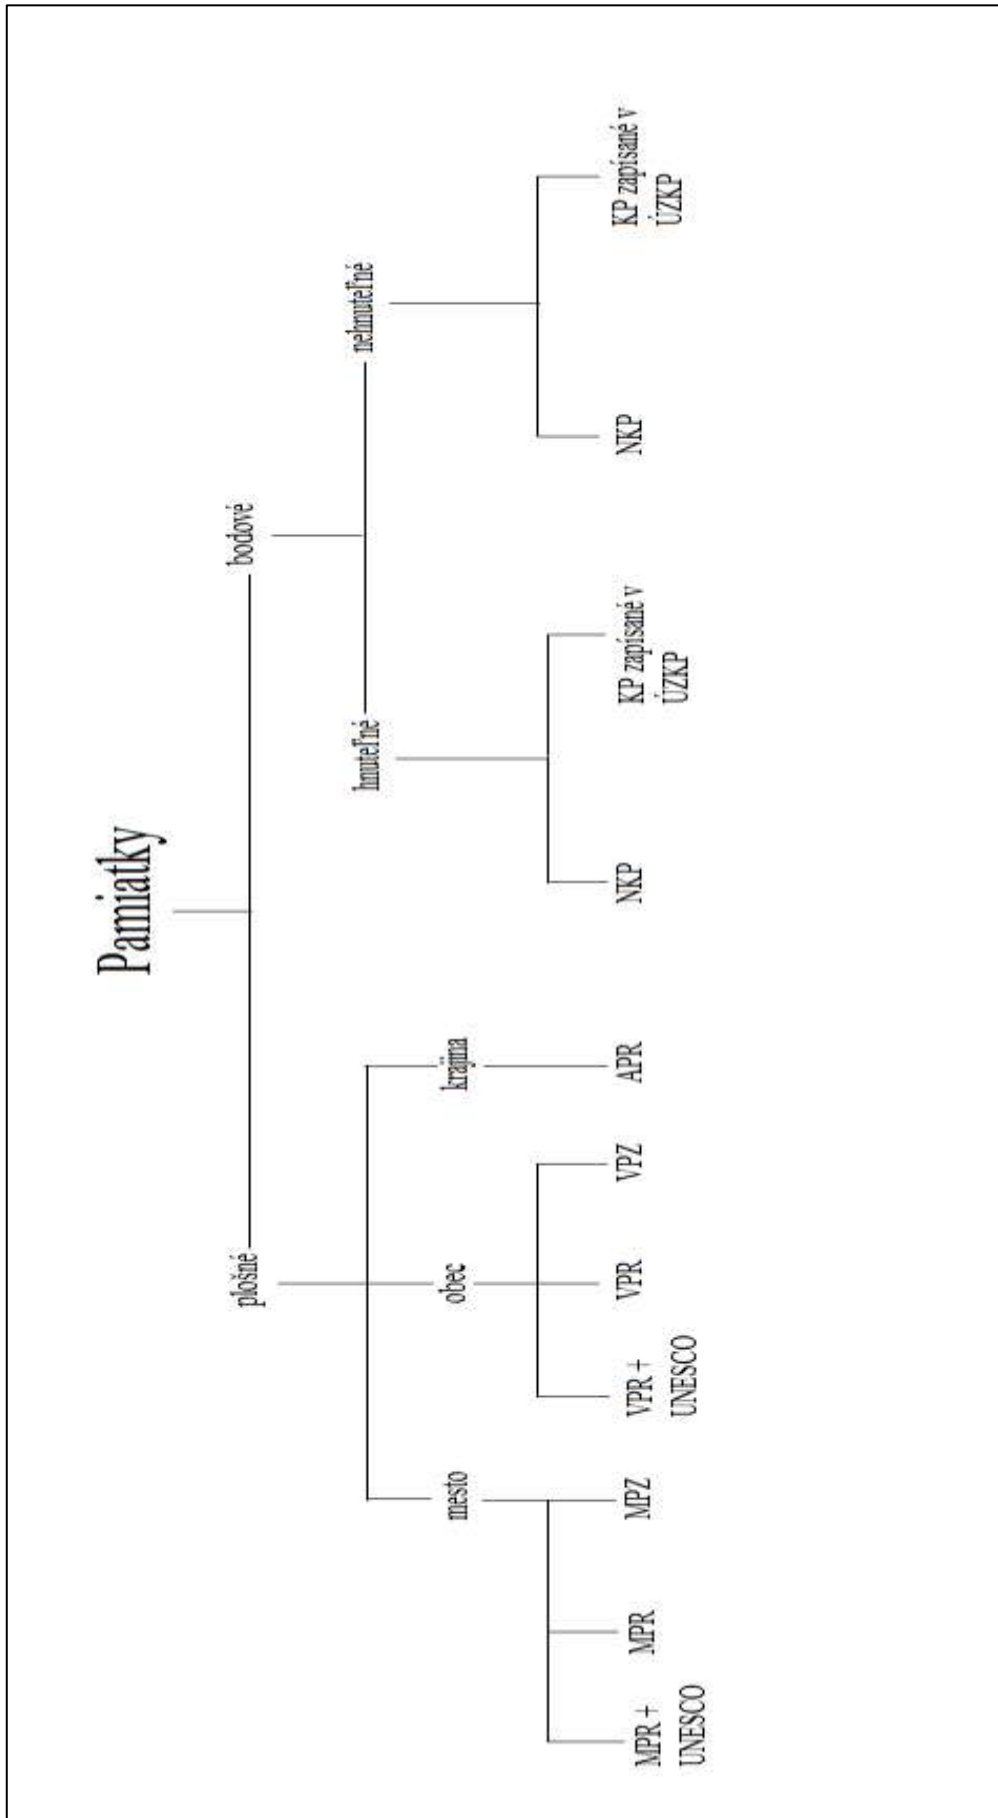 Pamiatky
plošné
bodové
mesto
obec
krajina
hnuteľné
nehnuteľné
MPR +
UNESCO
MPR
MPZ
VPR +
UNESCO
VPR
VPZ
APR
NKP
KP zapísané v
ÚZKP
NKP
KP zapísané v
ÚZKP